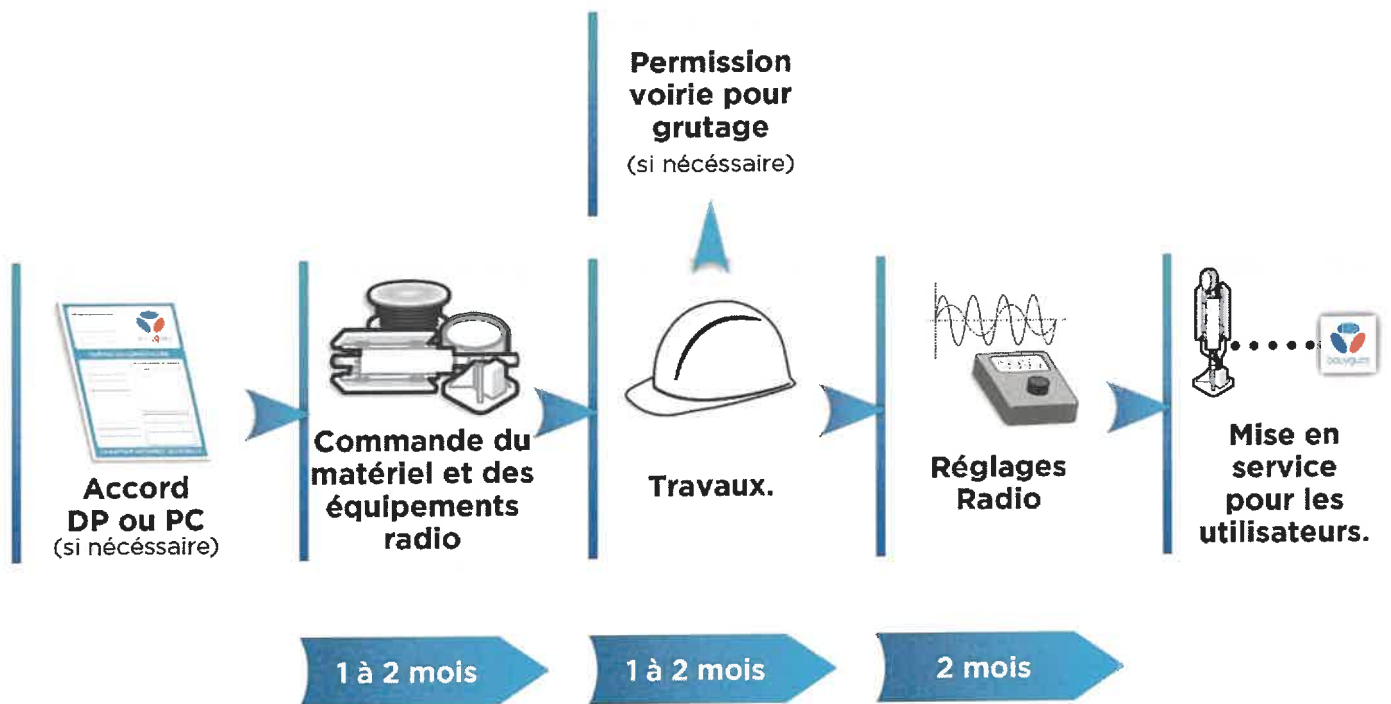 Permission
voirie pour
grutage
(si nécéssaire)
Accord
DP ou PC
(si nécéssaire)
Commande du
matériel et des
équipements
radio
Travaux.
Réglages
Radio
bouygues
Mise en
service
pour les
utilisateurs.
1 à 2 mois
1 à 2 mois
2 mois